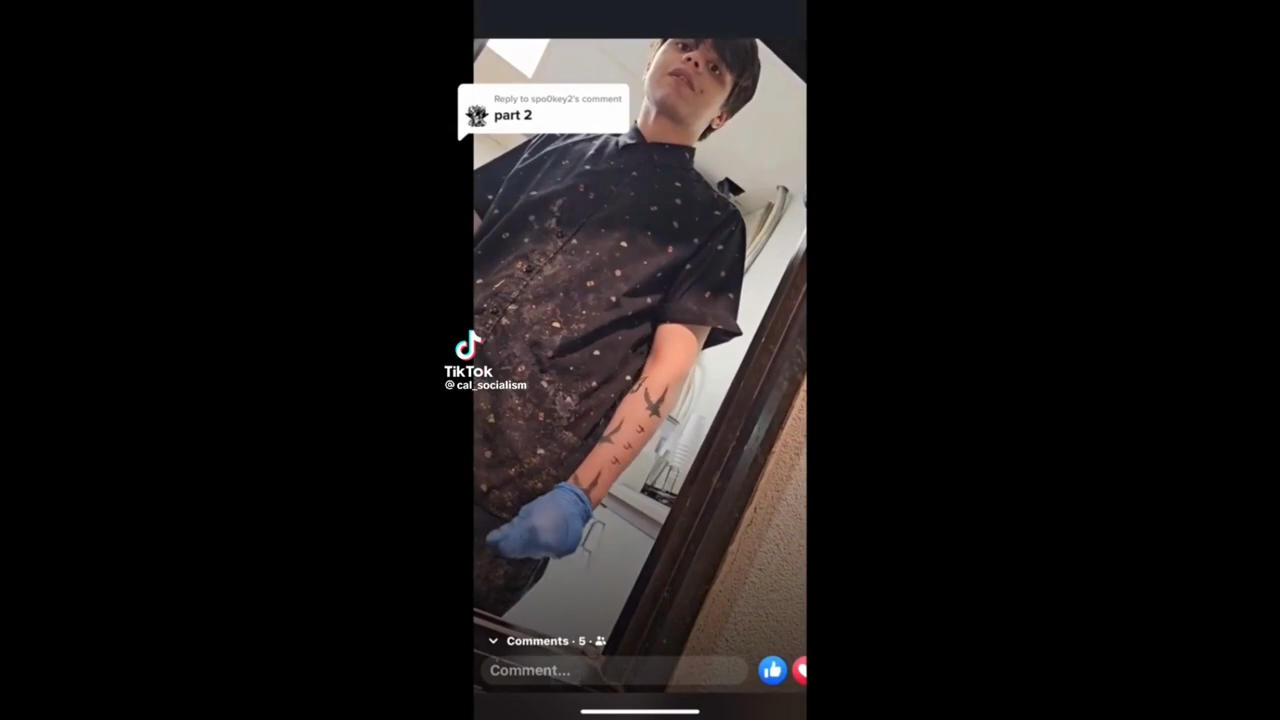 Reply to spo0key2's comment
part 2
TikTok
@cal_socialism
Comments · 5 ·
Comment...